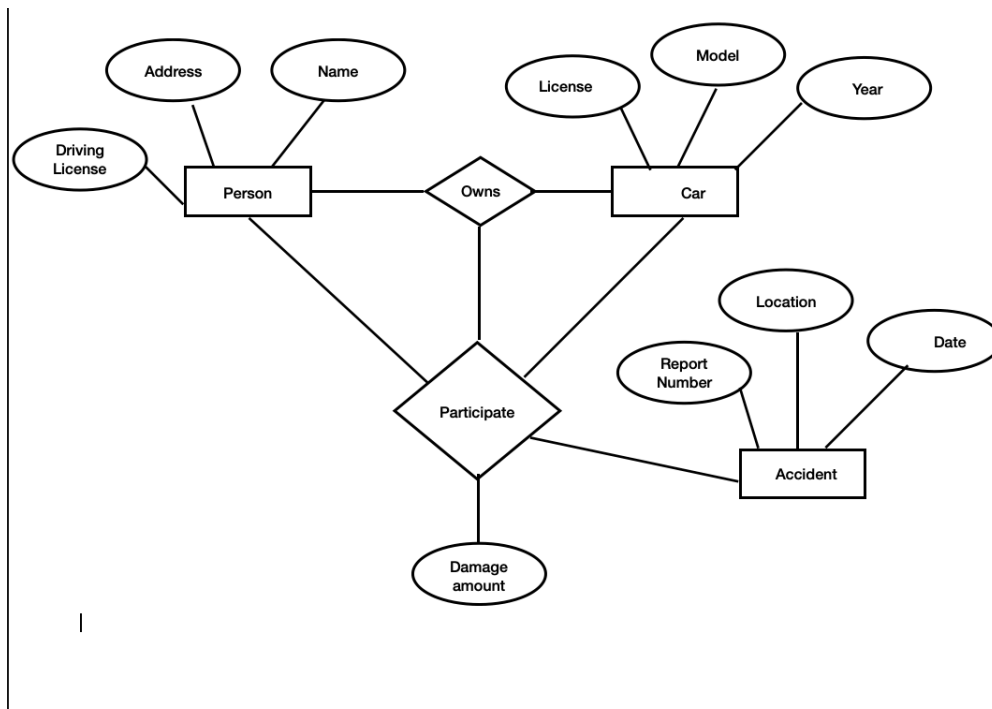 Address
Name
License
Model
Year
Driving
License
Person
Owns
Car
Location
Date
Report
Number
Participate
Accident
Damage
amount